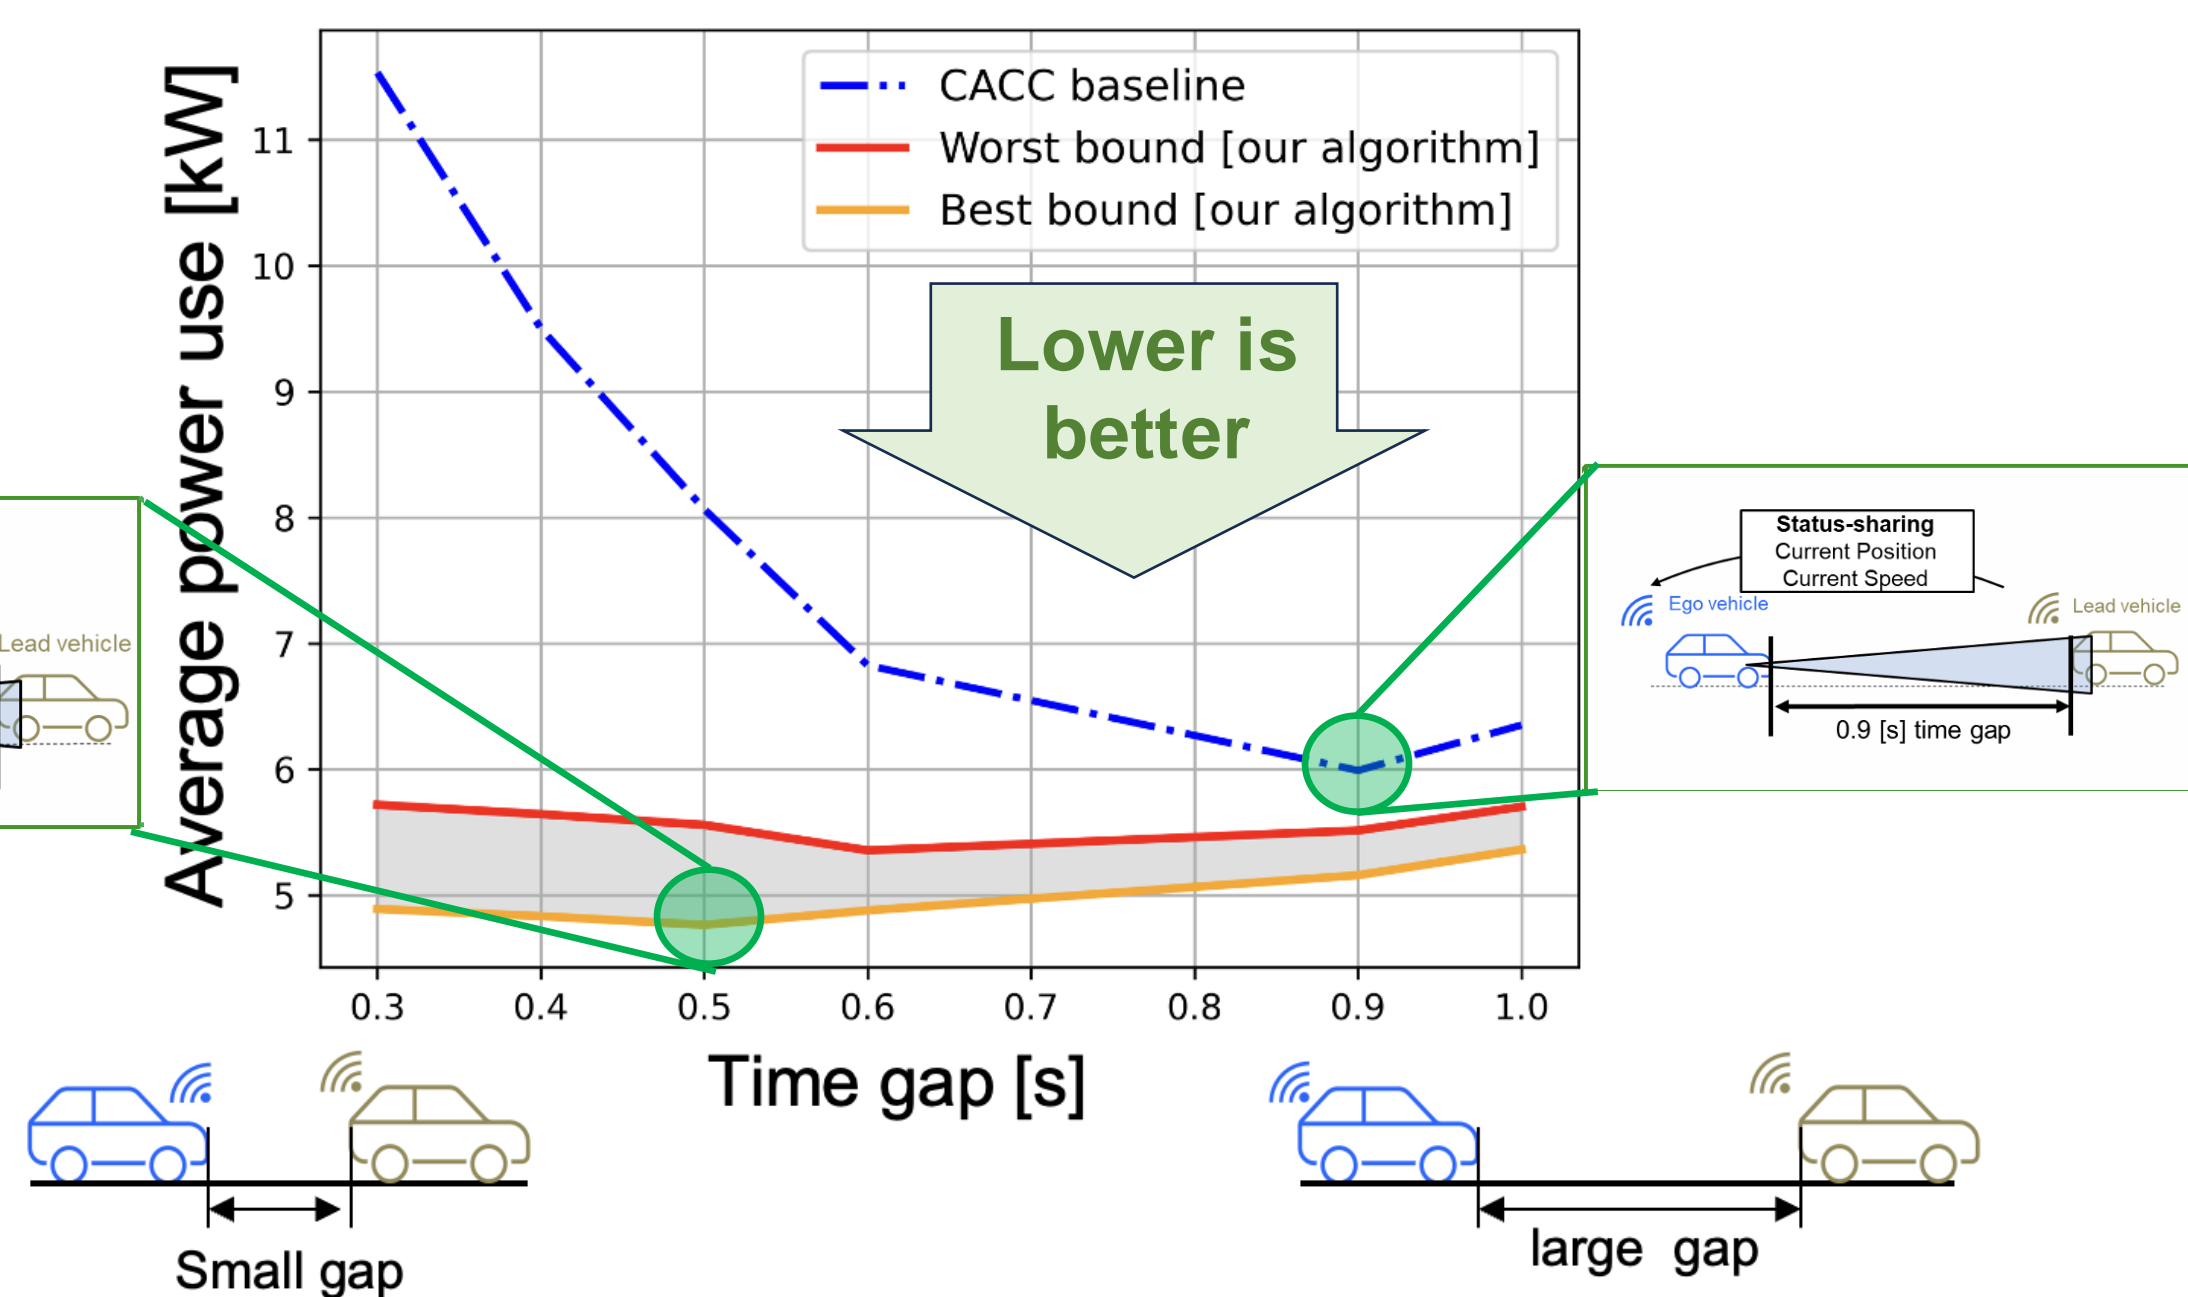 Average power use [kW]
11
10
9
8
7
6
5
CACC baseline
Worst bound [our algorithm]
Best bound [our algorithm]
Lower is
better
Lead vehicle
Status-sharing
Current Position
Current Speed
Ego vehicle
Lead vehicle
0.9 [s] time gap
0.3 0.4 0.5 0.6 0.7 0.8 0.9 1.0
Time gap [s]
Small gap
large gap